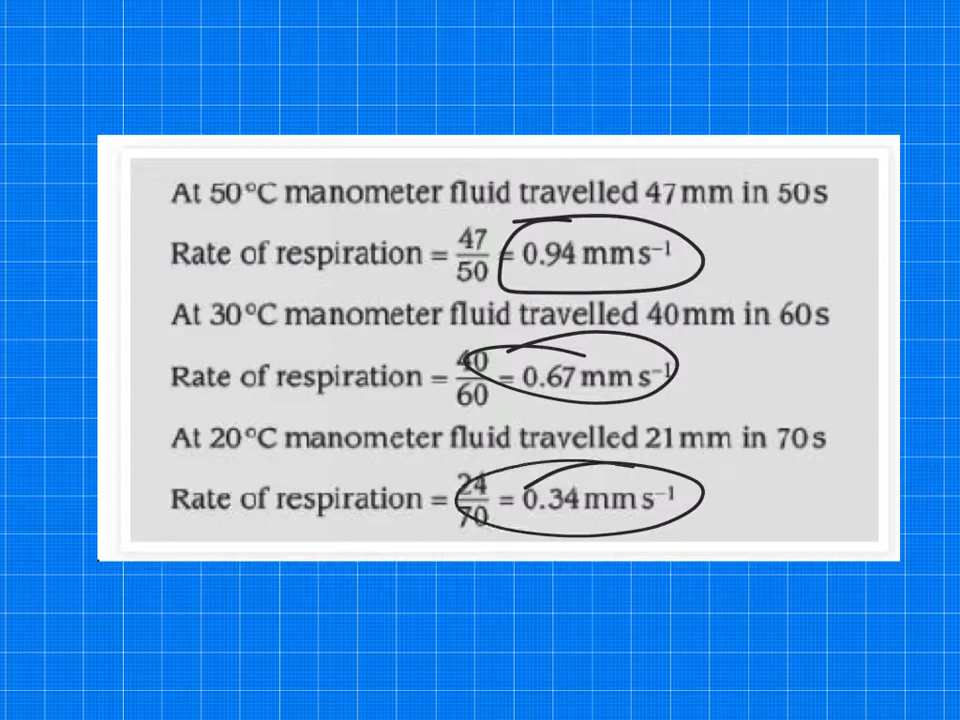 At 50°C manometer fluid travelled 47 mm in 50 s
Rate of respiration = 47/50 = 0.94 mm s⁻¹
At 30°C manometer fluid travelled 40 mm in 60 s
Rate of respiration = 40/60 = 0.67 mm s⁻¹
At 20°C manometer fluid travelled 21 mm in 70 s
Rate of respiration = 24/70 = 0.34 mm s⁻¹